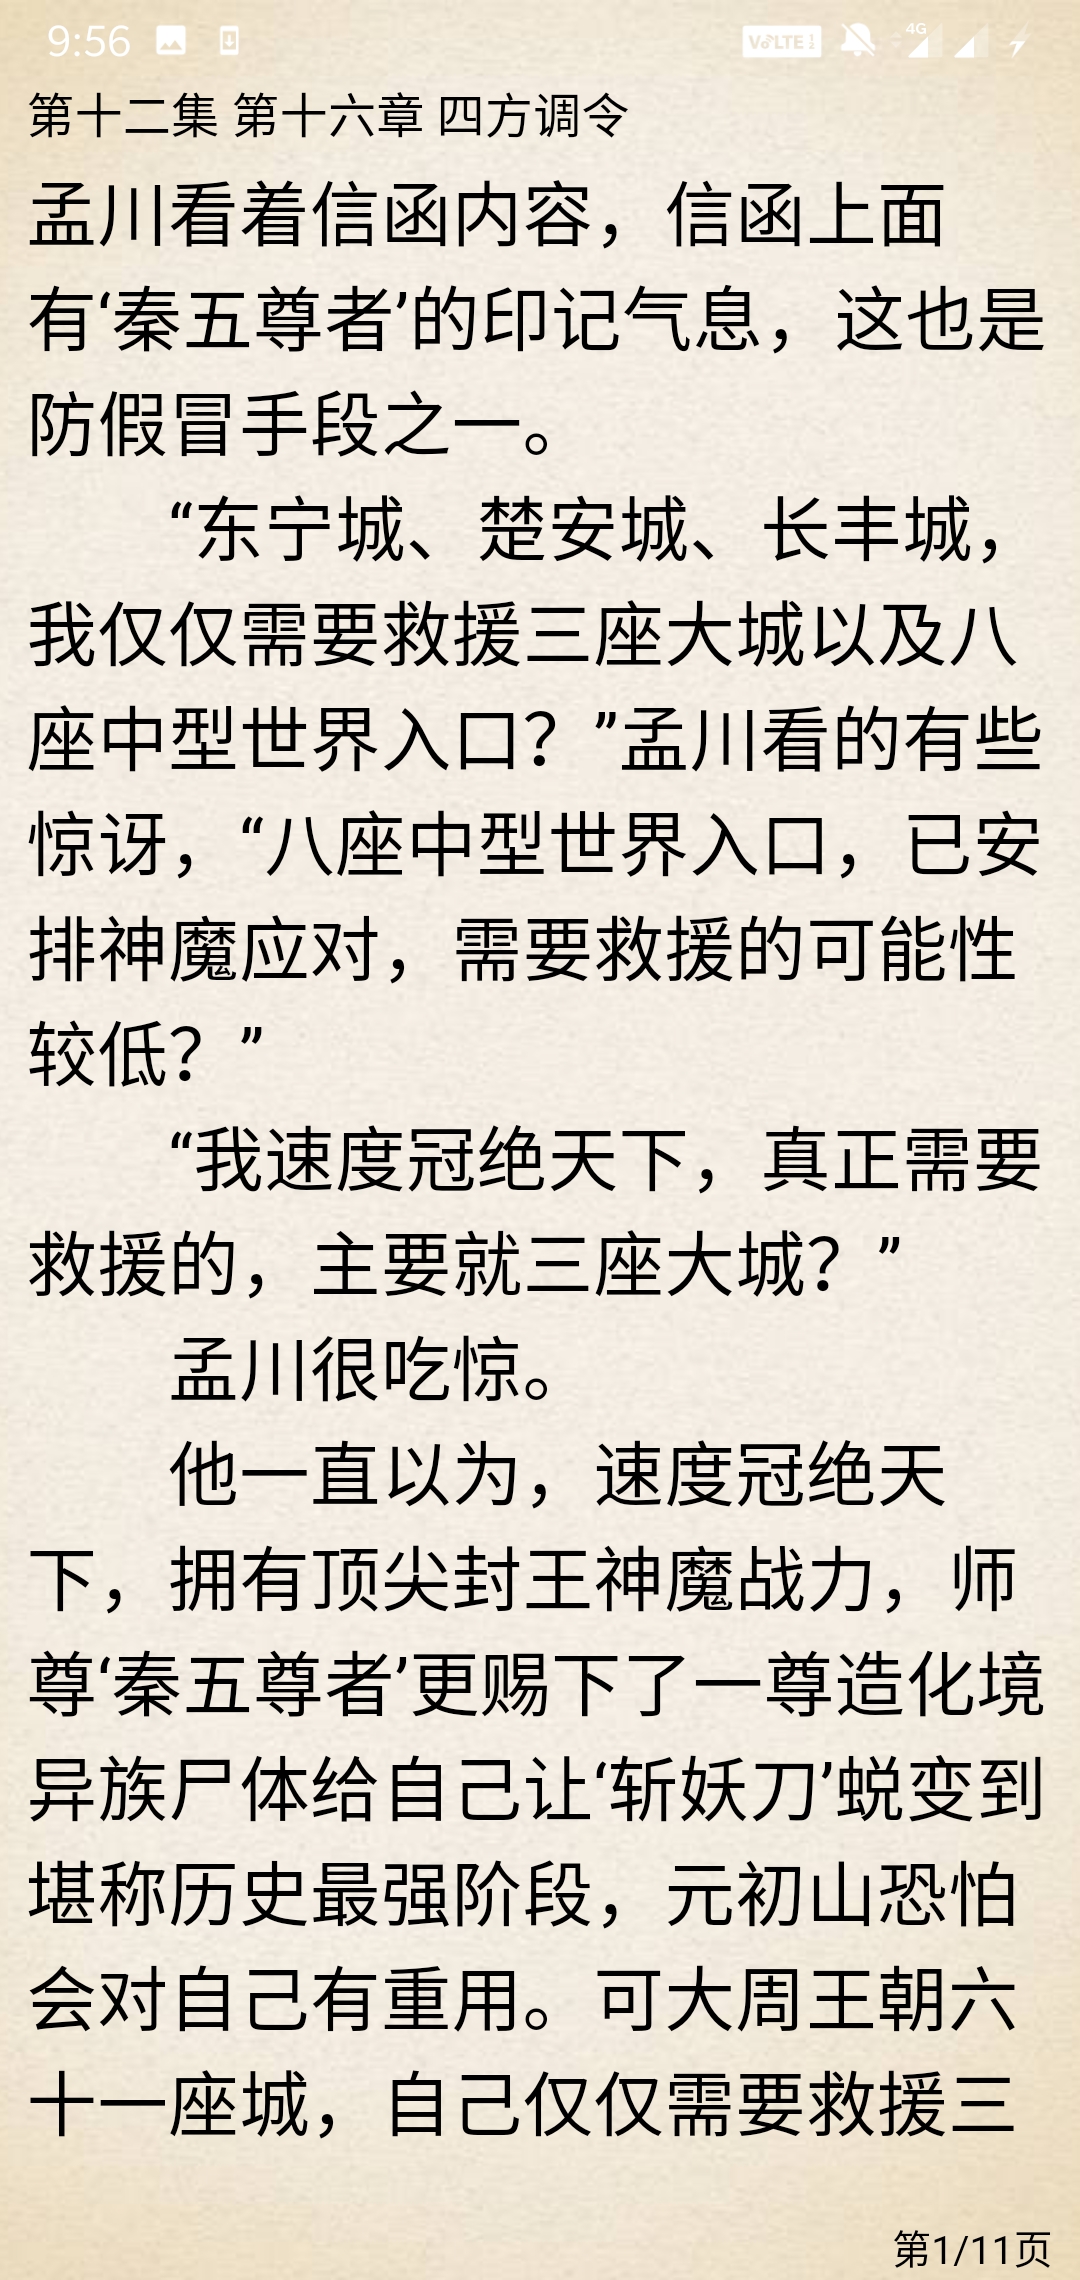 9:56
VoLTE 1 2
4G
第十二集 第十六章 四方调令
孟川看着信函内容，信函上面
有‘秦五尊者’的印记气息，这也是
防假冒手段之一。
“东宁城、楚安城、长丰城，
我仅仅需要救援三座大城以及八
座中型世界入口？”孟川看的有些
惊讶，“八座中型世界入口，已安
排神魔应对，需要救援的可能性
较低？”
“我速度冠绝天下，真正需要
救援的，主要就三座大城？”
孟川很吃惊。
他一直以为，速度冠绝天
下，拥有顶尖封王神魔战力，师
尊‘秦五尊者’更赐下了一尊造化境
异族尸体给自己让‘斩妖刀’蜕变到
堪称历史最强阶段，元初山恐怕
会对自己有重用。可大周王朝六
十一座城，自己仅仅需要救援三
第1/11页